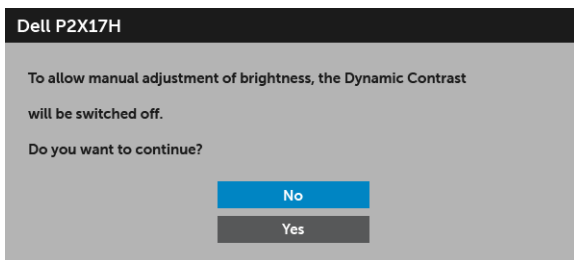 Dell P2X17H
To allow manual adjustment of brightness, the Dynamic Contrast
will be switched off.
Do you want to continue?
No
Yes